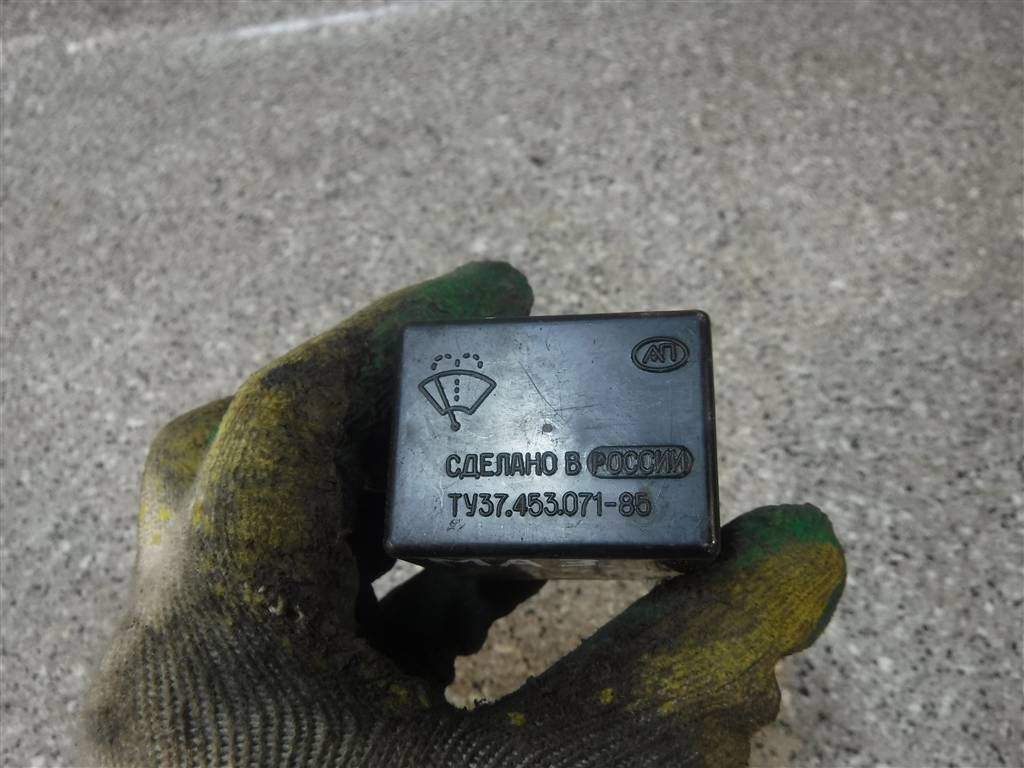 АП
СДЕЛАНО В РОССИИ
ТУ37.453.071-85